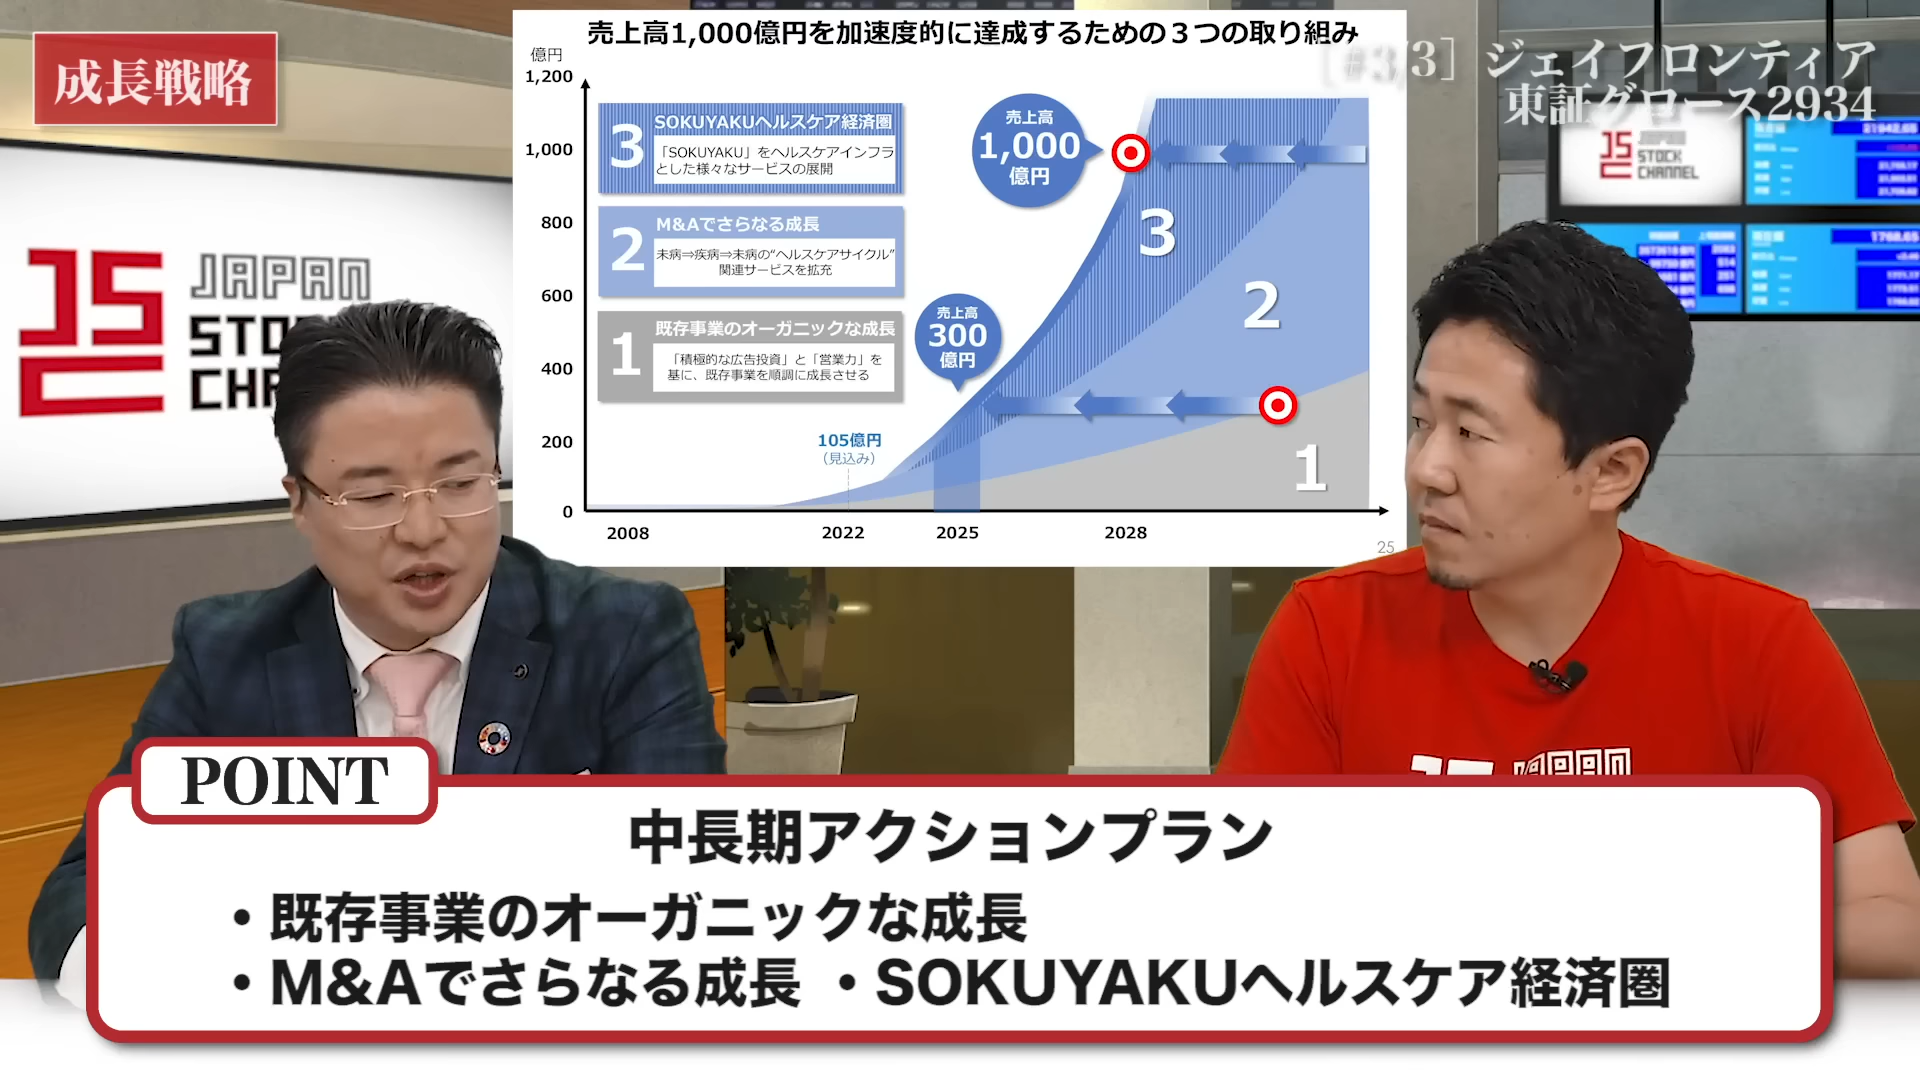 成長戦略
売上高1,000億円を加速度的に達成するための3つの取り組み
/3］ジェイフロンティア
東証グロース2934
億円
1,200
1,000
800
600
400
200
0
3
SOKUYAKUヘルスケア経済圏
「SOKUYAKU」をヘルスケアインフラ
とした様々なサービスの展開
2
M&Aでさらなる成長
未病⇒疾病⇒未病の“ヘルスケアサイクル”
関連サービスを拡充
1
既存事業のオーガニックな成長
「積極的な広告投資」と「営業力」を
基に、既存事業を順調に成長させる
売上高
1,000
億円
売上高
300
億円
105億円
（見込み）
3
2
1
2008
2022
2025
2028
25
JAPAN
STOCK
CHANNEL
JAPAN
POINT
中長期アクションプラン
・既存事業のオーガニックな成長
・M&Aでさらなる成長 ・SOKUYAKUヘルスケア経済圏